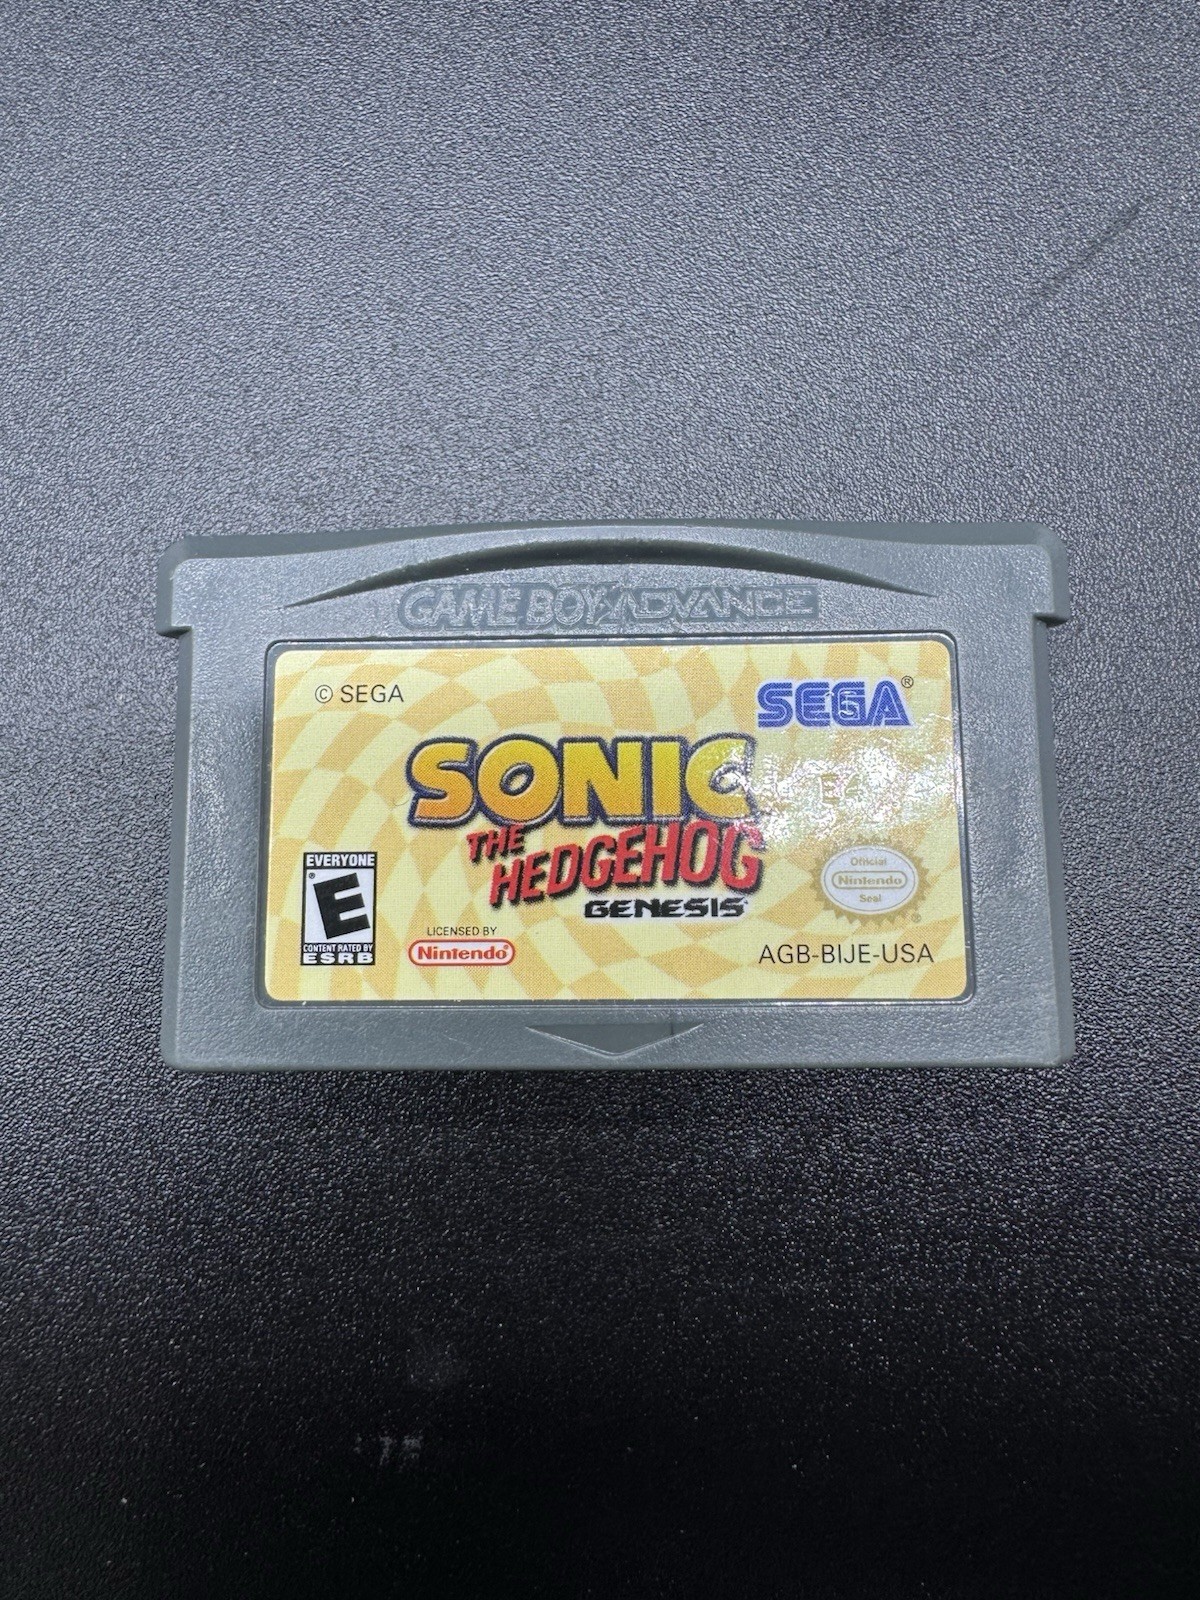 GAME BOY ADVANCE
© SEGA
SEGA®
SONIC
THE
HEDGEHOG
GENESIS
EVERYONE
E
®
CONTENT RATED BY
ESRB
LICENSED BY
Nintendo®
Official
Nintendo
Seal
®
AGB-BIJE-USA